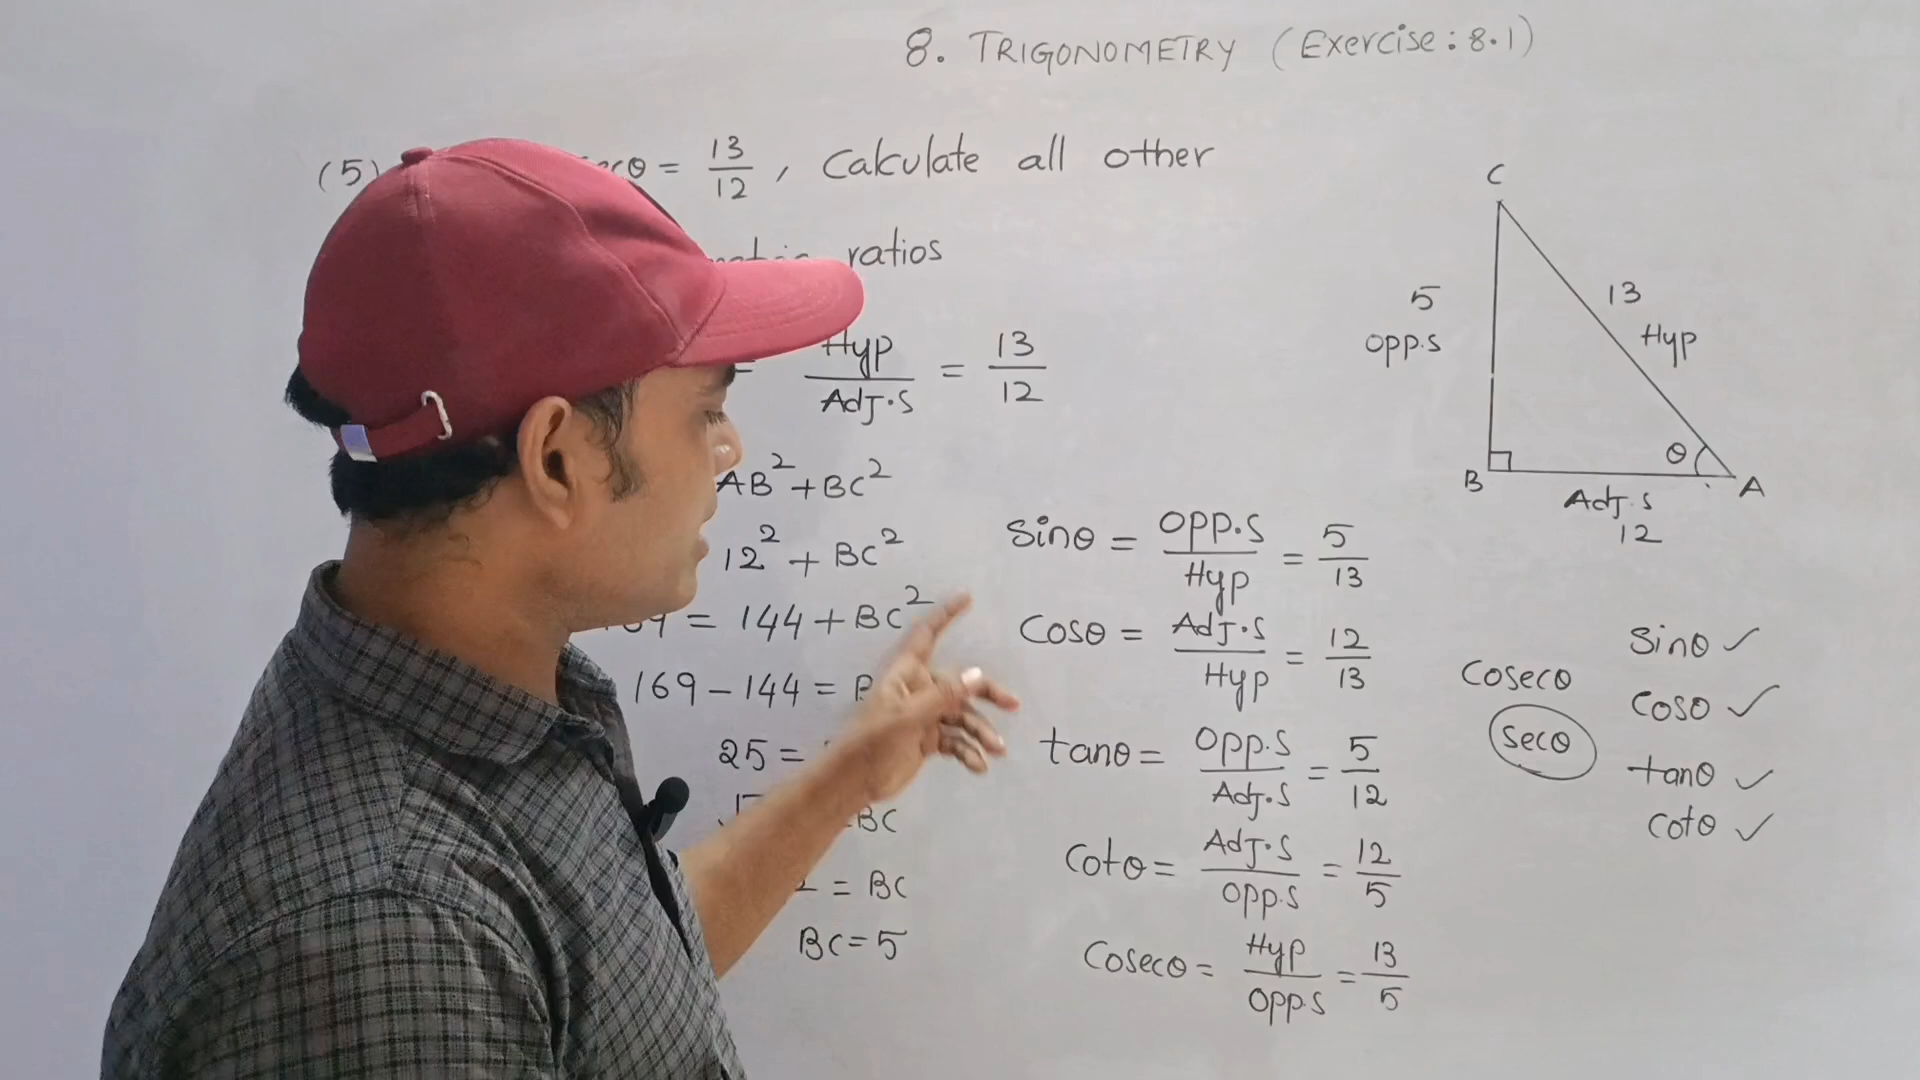 8. TRIGONOMETRY (Exercise: 8.1)
(5) secθ = 13/12, Calculate all other
ratios
= Hyp/Adj.S = 13/12
AB² + BC²
12² + BC²
= 144 + BC²
169 – 144 =
25 =
BC
= BC
BC = 5
sinθ = opp.s/Hyp = 5/13
Cosθ = Adj.s/Hyp = 12/13
tanθ = opp.s/Adj.s = 5/12
Cotθ = Adj.s/opp.s = 12/5
Cosecθ = Hyp/opp.s = 13/5
C
5
opp.s
13
Hyp
B
θ
A
Adj.s
12
sinθ ✓
Cosecθ
Cosθ ✓
secθ
tanθ ✓
cotθ ✓